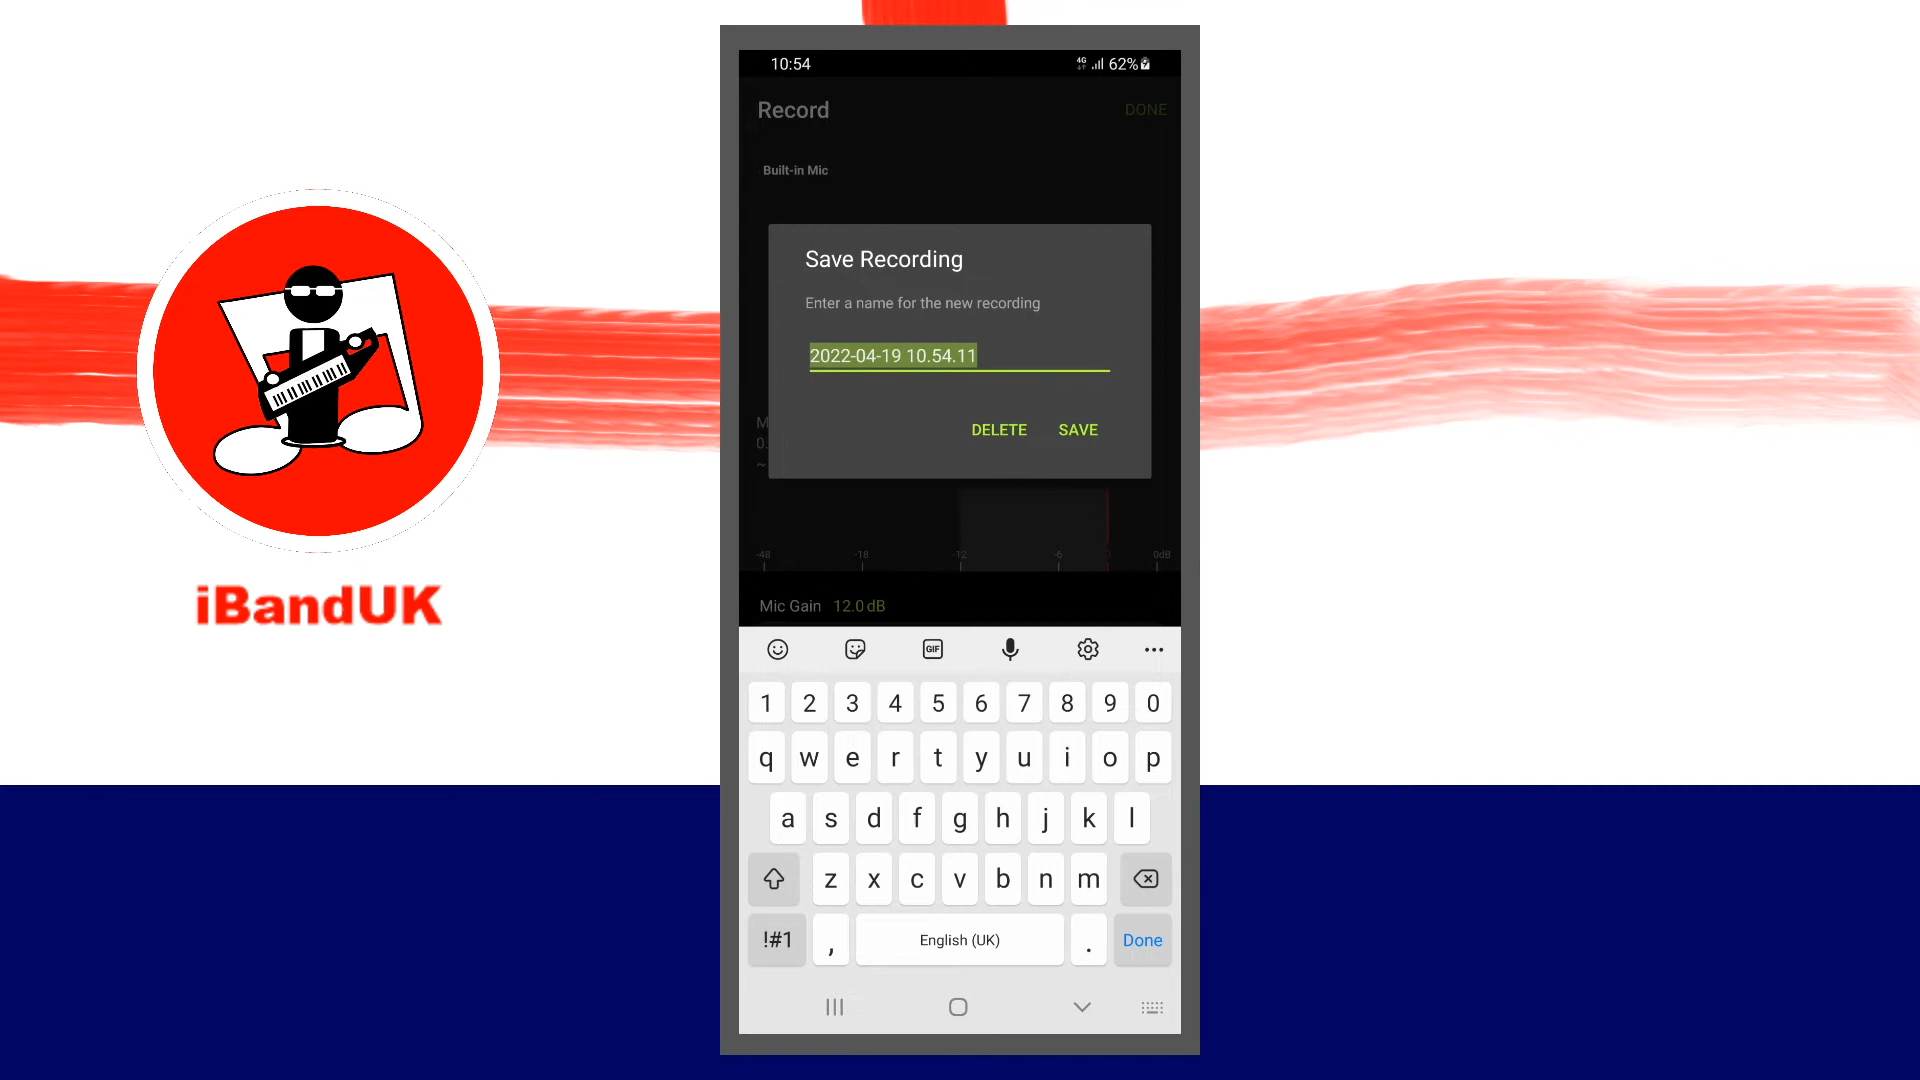 iBandUK
10:54
4G 62%
Record
DONE
Built-in Mic
Save Recording
Enter a name for the new recording
2022-04-19 10.54.11
M
0.
~
DELETE SAVE
-48 -18 -12 -6 0dB
Mic Gain 12.0 dB
GIF
1 2 3 4 5 6 7 8 9 0
q w e r t y u i o p
a s d f g h j k l
z x c v b n m
!#1 , English (UK) . Done